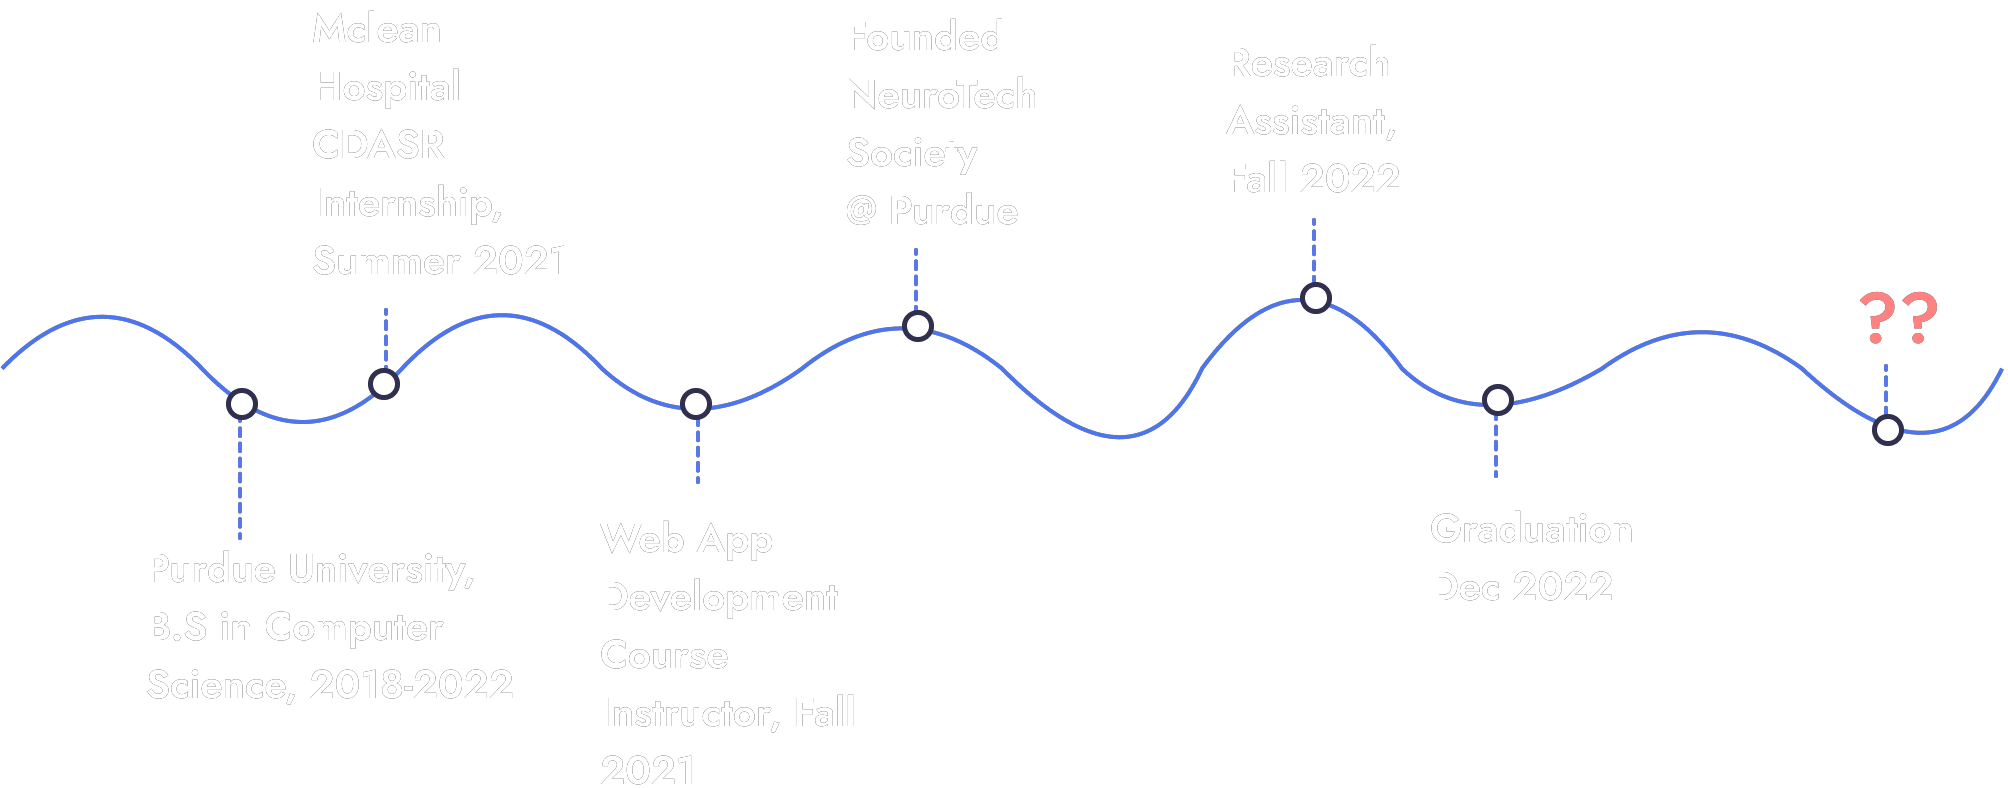 Mclean
Hospital
CDASR
Internship,
Summer 2021
Founded
NeuroTech
Society
@ Purdue
Research
Assistant,
Fall 2022
??
Purdue University,
B.S in Computer
Science, 2018-2022
Web App
Development
Course
Instructor, Fall
2021
Graduation
Dec 2022